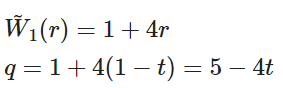 W̃₁(r) = 1 + 4r
q = 1 + 4(1 − t) = 5 − 4t